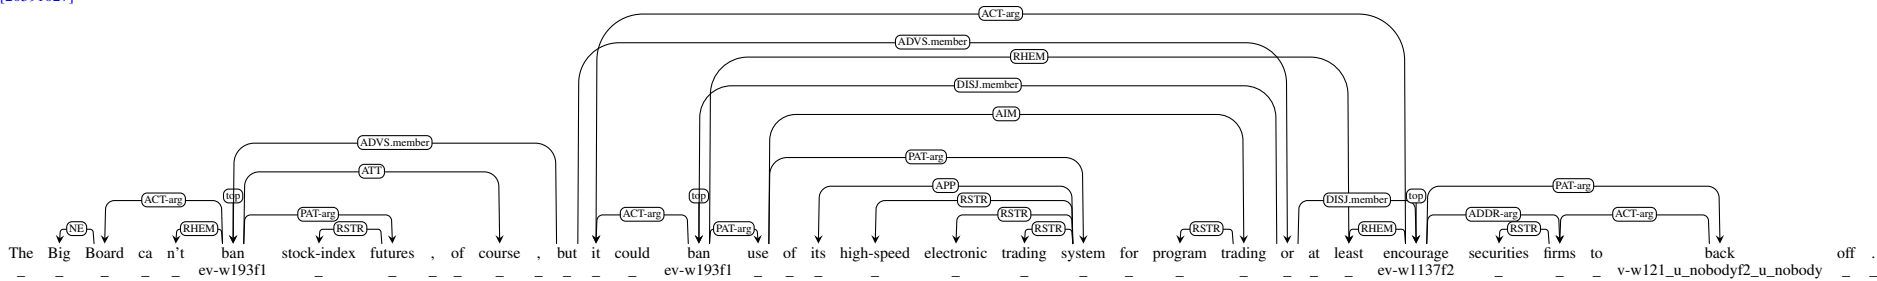 ACT-arg
ADVS.member
RHEM
DISJ.member
AIM
ADVS.member
PAT-arg
ATT
APP PAT-arg
ACT-arg top top RSTR DISJ.member top
PAT-arg ACT-arg RSTR ADDR-arg ACT-arg
NE RHEM RSTR PAT-arg RSTR RSTR RHEM RSTR
The Big Board ca n't ban stock-index futures , of course , but it could ban use of its high-speed electronic trading system for program trading or at least encourage securities firms to back off .
_ _ _ _ _ ev-w193f1 _ _ _ _ _ _ _ _ _ ev-w193f1 _ _ _ _ _ _ _ _ _ _ _ _ _ ev-w1137f2 _ _ _ v-w121_u_nobodyf2_u_nobody _ _